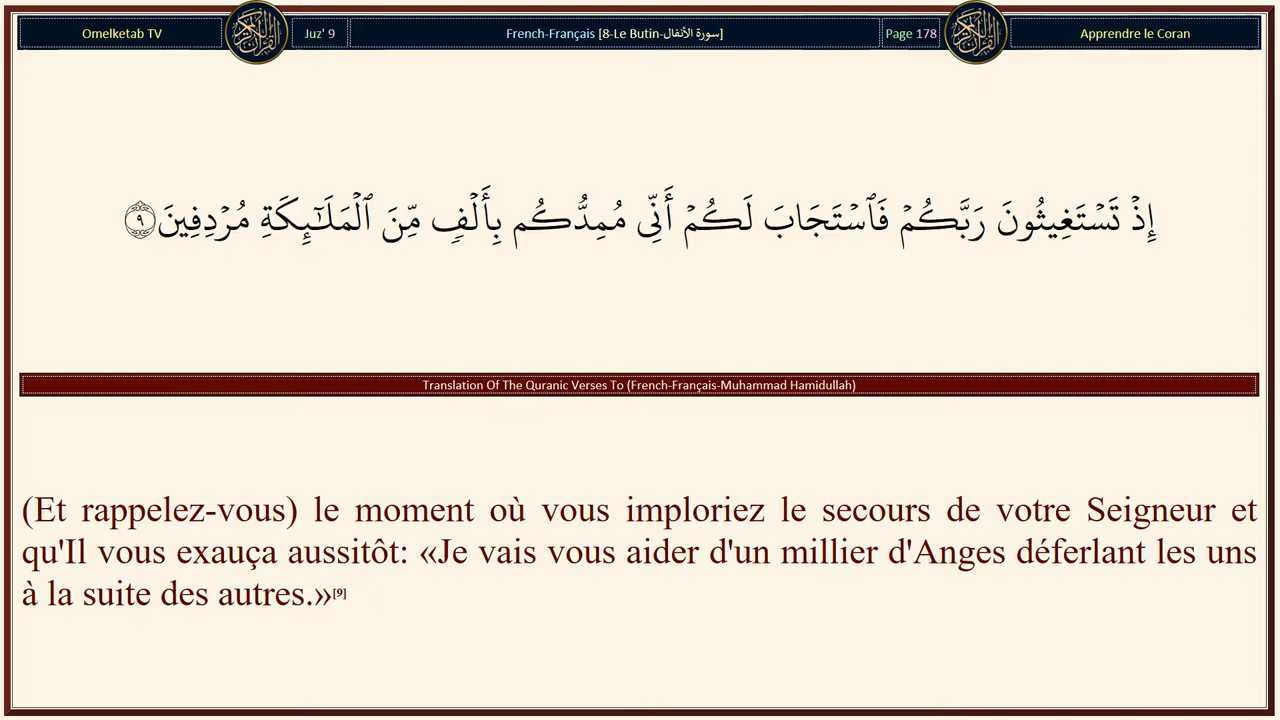 Omelketab TV
Juz' 9
French-Français [8-Le Butin-سورة الأنفال]
Page 178
Apprendre le Coran
إِذۡ تَسۡتَغِيثُونَ رَبَّكُمۡ فَٱسۡتَجَابَ لَكُمۡ أَنِّي مُمِدُّكُم بِأَلۡفٖ مِّنَ ٱلۡمَلَـٰٓئِكَةِ مُرۡدِفِينَ ٩
Translation Of The Quranic Verses To (French-Français-Muhammad Hamidullah)
(Et rappelez-vous) le moment où vous imploriez le secours de votre Seigneur et
qu'Il vous exauça aussitôt: «Je vais vous aider d'un millier d'Anges déferlant les uns
à la suite des autres.»[9]